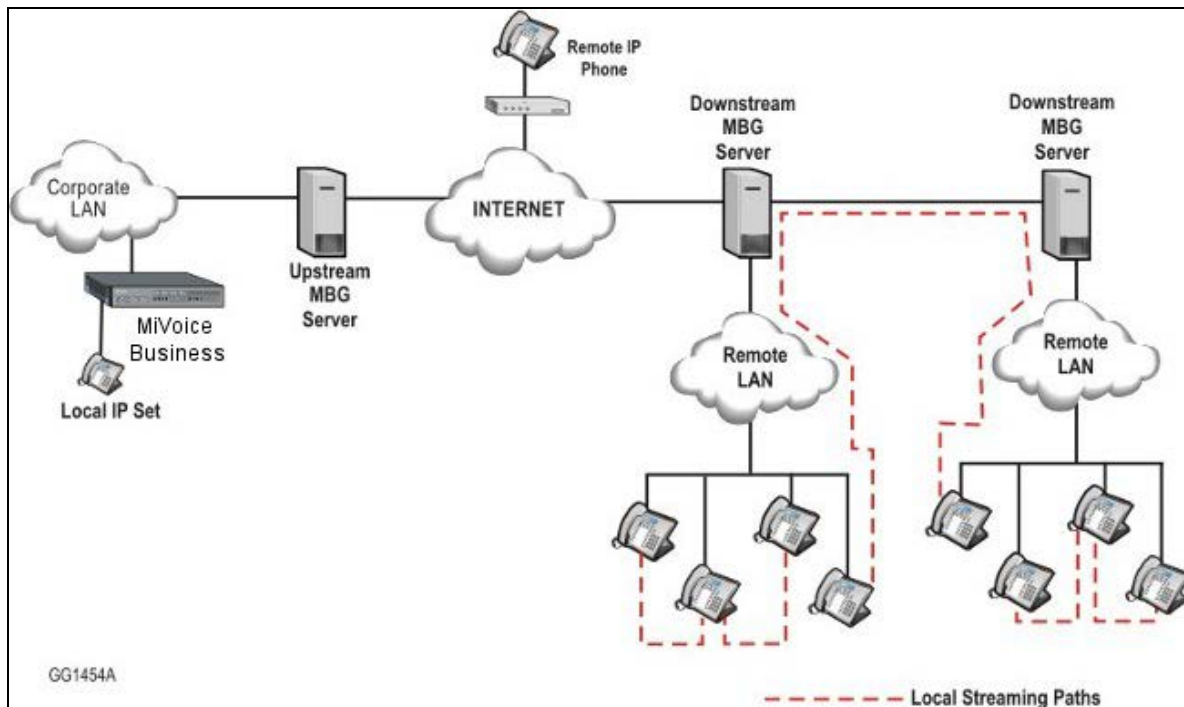 Remote IP
Phone
Downstream
MBG
Server
Downstream
MBG
Server
Corporate
LAN
INTERNET
Upstream
MBG
Server
MiVoice
Business
Local IP Set
Remote
LAN
Remote
LAN
GG1454A
Local Streaming Paths